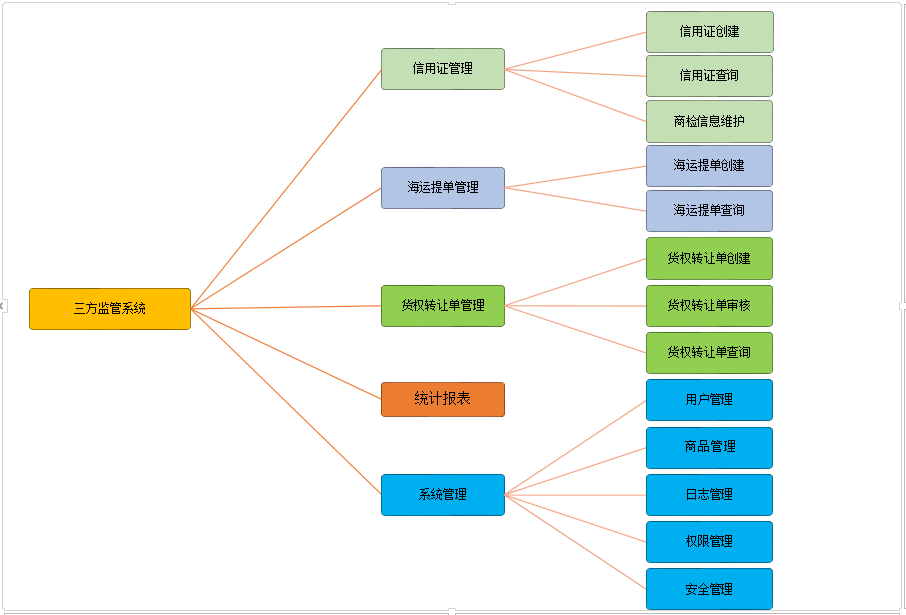 三方监管系统
信用证管理
信用证创建
信用证查询
商检信息维护
海运提单管理
海运提单创建
海运提单查询
货权转让单管理
货权转让单创建
货权转让单审核
货权转让单查询
统计报表
系统管理
用户管理
商品管理
日志管理
权限管理
安全管理